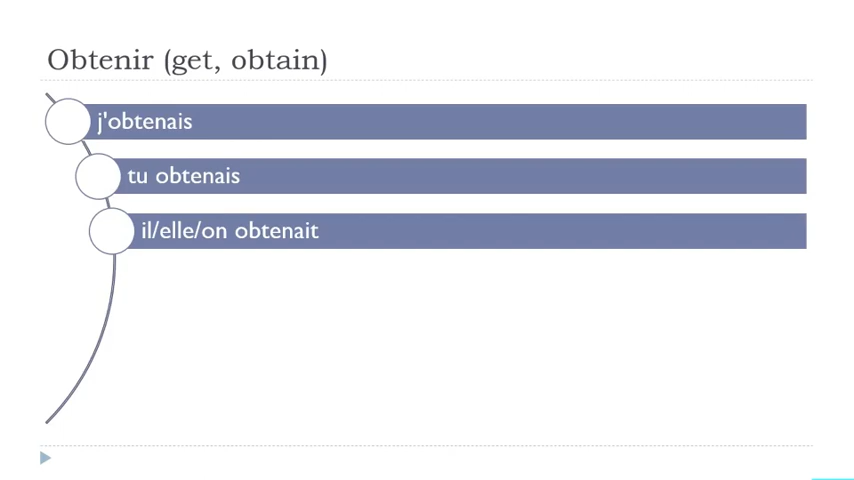 Obtenir (get, obtain)
j'obtenais
tu obtenais
il/elle/on obtenait